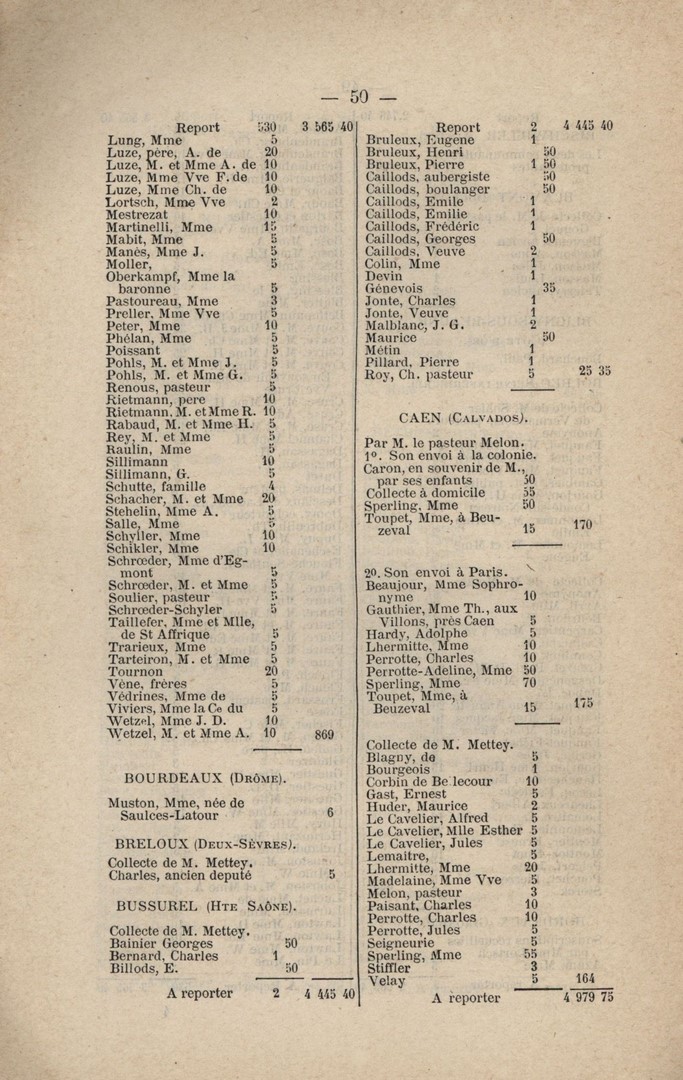 — 50 —
Report 530 3 565 40
Lung, Mme 5
Luze, père, A. de 20
Luze, M. et Mme A. de 10
Luze, Mme Vve F. de 10
Luze, Mme Ch. de 10
Lortsch, Mme Vve 2
Mestrezat 10
Martinelli, Mme 15
Mabit, Mme 5
Manès, Mme J. 5
Moller, 5
Oberkampf, Mme la
baronne 5
Pastoureau, Mme 3
Preller, Mme Vve 5
Peter, Mme 10
Phélan, Mme 5
Poissant 5
Pohls, M. et Mme J. 5
Pohls, M. et Mme G. 5
Renous, pasteur 5
Rietmann, pere 10
Rietmann, M. et Mme R. 10
Rabaud, M. et Mme H. 5
Rey, M. et Mme 5
Raulin, Mme 5
Sillimann 10
Sillimann, G. 5
Schutte, famille 4
Schacher, M. et Mme 20
Stehelin, Mme A. 5
Salle, Mme 5
Schyller, Mme 10
Schikler, Mme 10
Schrœder, Mme d'Eg-
mont 5
Schrœder, M. et Mme 5
Soulier, pasteur 5
Schrœder-Schyler 5
Taillefer, Mme et Mlle,
de St Affrique 5
Trarieux, Mme 5
Tarteiron, M. et Mme 5
Tournon 20
Vène, frères 5
Védrines, Mme de 5
Viviers, Mme la Ce du 5
Wetzel, Mme J. D. 10
Wetzel, M. et Mme A. 10 869
BOURDEAUX (DRÔME).
Muston, Mme, née de
Saulces-Latour 6
BRELOUX (DEUX-SÈVRES).
Collecte de M. Mettey.
Charles, ancien deputé 5
BUSSUREL (HTE SAÔNE).
Collecte de M. Mettey.
Bainier Georges 50
Bernard, Charles 1
Billods, E. 50
A reporter 2 4 445 40
Report 2 4 445 40
Bruleux, Eugene 1
Bruleux, Henri 50
Bruleux, Pierre 1 50
Caillods, aubergiste 50
Caillods, boulanger 50
Caillods, Emile 1
Caillods, Emilie 1
Caillods, Frédéric 1
Caillods, Georges 50
Caillods, Veuve 2
Colin, Mme 1
Devin 1
Génevois 35
Jonte, Charles 1
Jonte, Veuve 1
Malblanc, J. G. 2
Maurice 50
Métin 1
Pillard, Pierre 1
Roy, Ch. pasteur 5 25 35
CAEN (CALVADOS).
Par M. le pasteur Melon.
1º. Son envoi à la colonie.
Caron, en souvenir de M.,
par ses enfants 50
Collecte à domicile 55
Sperling, Mme 50
Toupet, Mme, à Beu-
zeval 15 170
20. Son envoi à Paris.
Beaujour, Mme Sophro-
nyme 10
Gauthier, Mme Th., aux
Villons, près Caen 5
Hardy, Adolphe 5
Lhermitte, Mme 10
Perrotte, Charles 10
Perrotte-Adeline, Mme 50
Sperling, Mme 70
Toupet, Mme, à
Beuzeval 15 175
Collecte de M. Mettey.
Blagny, de 5
Bourgeois 1
Corbin de Be lecour 10
Gast, Ernest 5
Huder, Maurice 2
Le Cavelier, Alfred 5
Le Cavelier, Mlle Esther 5
Le Cavelier, Jules 5
Lemaitre, 5
Lhermitte, Mme 20
Madelaine, Mme Vve 5
Melon, pasteur 3
Paisant, Charles 10
Perrotte, Charles 10
Perrotte, Jules 5
Seigneurie 5
Sperling, Mme 55
Stiffler 3
Velay 5 164
A reporter 4 979 75